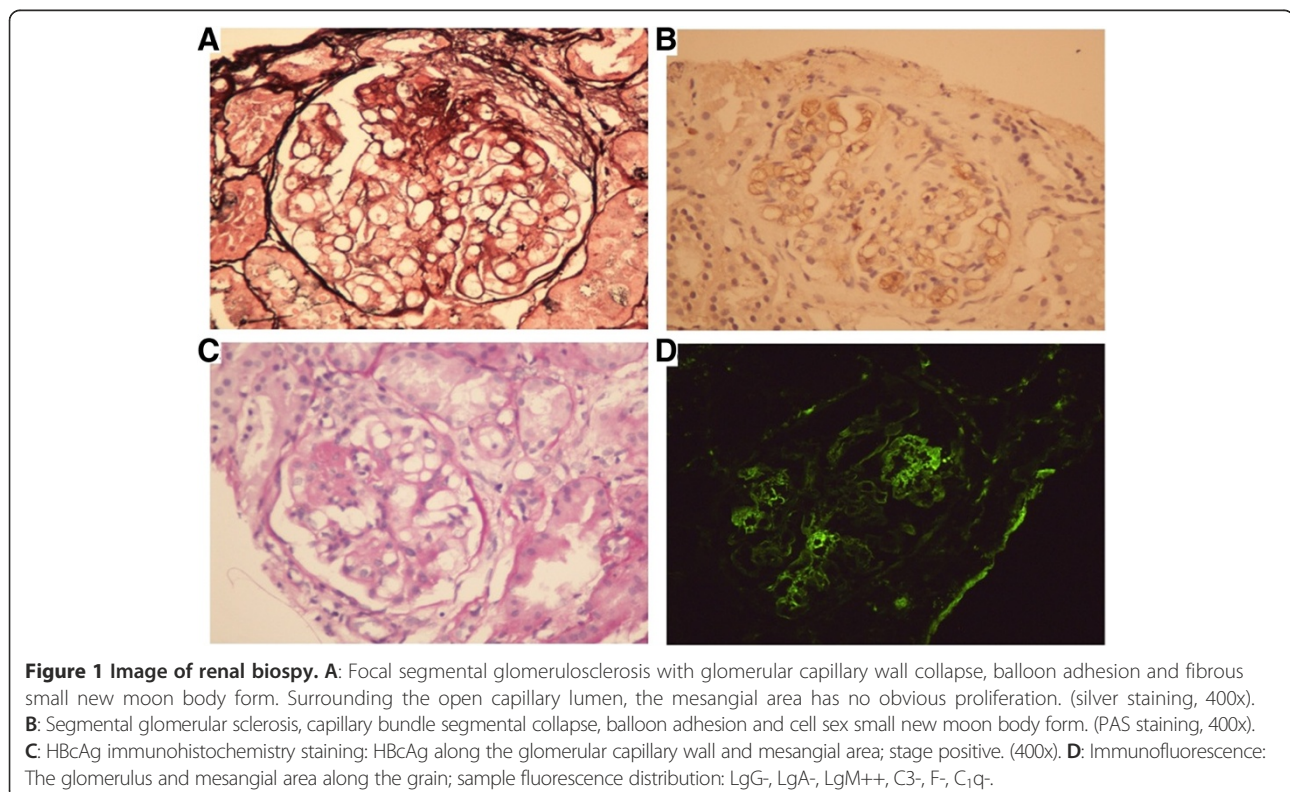 A
B
C
D
Figure 1 Image of renal biospy. A: Focal segmental glomerulosclerosis with glomerular capillary wall collapse, balloon adhesion and fibrous
small new moon body form. Surrounding the open capillary lumen, the mesangial area has no obvious proliferation. (silver staining, 400x).
B: Segmental glomerular sclerosis, capillary bundle segmental collapse, balloon adhesion and cell sex small new moon body form. (PAS staining, 400x).
C: HBcAg immunohistochemistry staining: HBcAg along the glomerular capillary wall and mesangial area; stage positive. (400x). D: Immunofluorescence:
The glomerulus and mesangial area along the grain; sample fluorescence distribution: LgG-, LgA-, LgM++, C3-, F-, C₁q-.